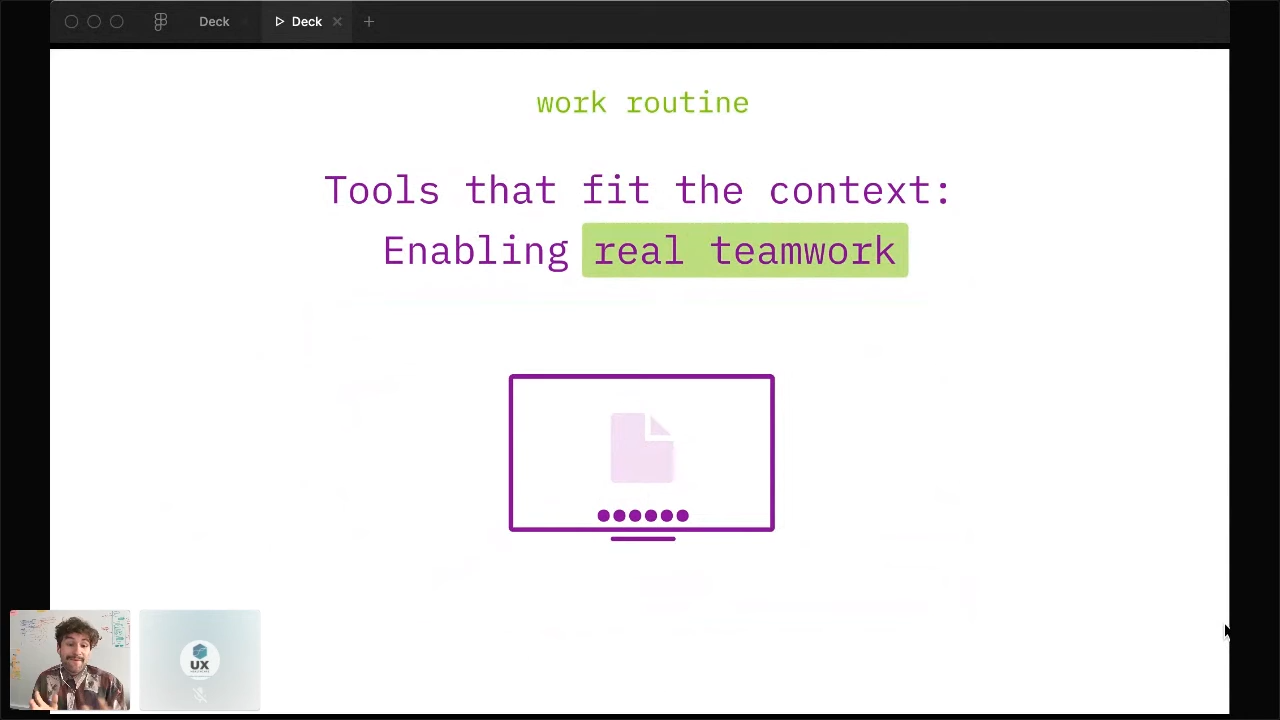 Deck
Deck
work routine
Tools that fit the context:
Enabling real teamwork
UX